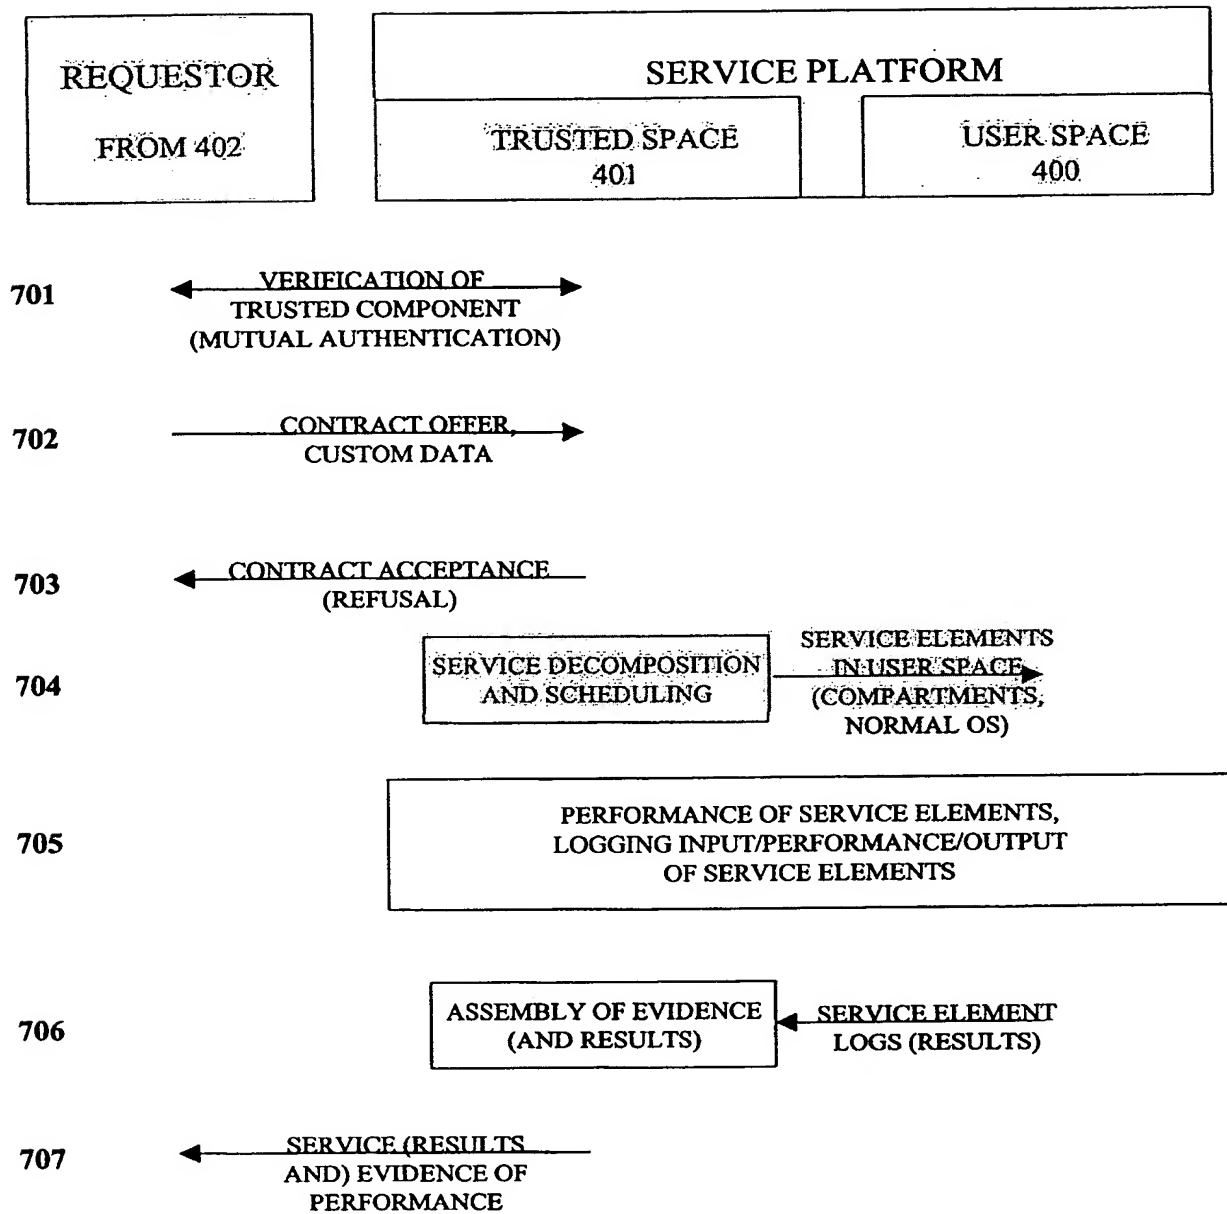 REQUESTOR
FROM 402
SERVICE PLATFORM
TRUSTED SPACE
401
USER SPACE
400
701
VERIFICATION OF
TRUSTED COMPONENT
(MUTUAL AUTHENTICATION)
702
CONTRACT OFFER,
CUSTOM DATA
703
CONTRACT ACCEPTANCE
(REFUSAL)
704
SERVICE DECOMPOSITION
AND SCHEDULING
SERVICE ELEMENTS
IN USER SPACE
(COMPARTMENTS,
NORMAL OS)
705
PERFORMANCE OF SERVICE ELEMENTS,
LOGGING INPUT/PERFORMANCE/OUTPUT
OF SERVICE ELEMENTS
706
ASSEMBLY OF EVIDENCE
(AND RESULTS)
SERVICE ELEMENT
LOGS (RESULTS)
707
SERVICE (RESULTS
AND) EVIDENCE OF
PERFORMANCE